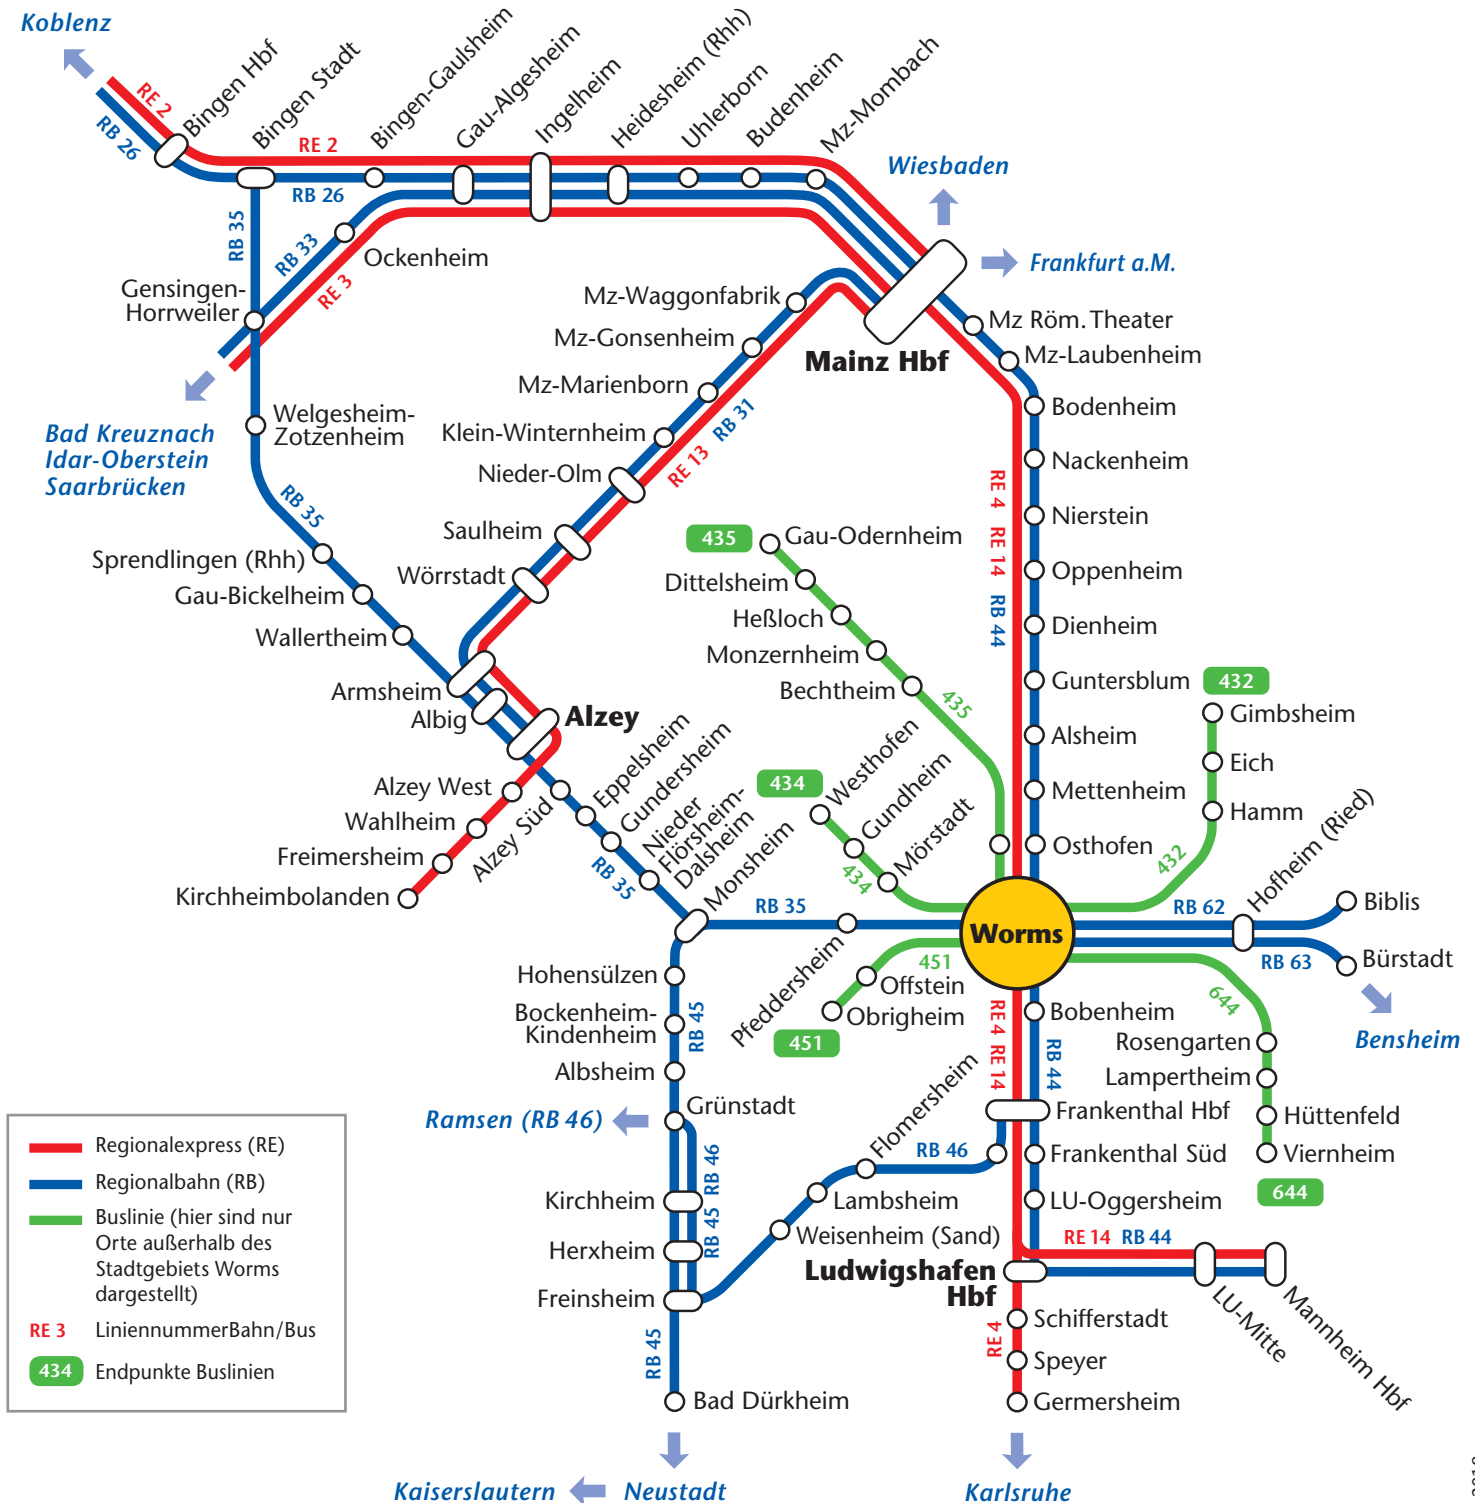 Koblenz
RE 2
RB 26
Bingen Hbf
Bingen Stadt
Bingen-Gaulsheim
Gau-Algesheim
Ingelheim
Heidesheim (Rhh)
Uhlerborn
Budenheim
Mz-Mombach
RE 2
RB 26
RB 35
RB 33
RE 3
Ockenheim
Wiesbaden
Frankfurt a.M.
Gensingen-
Horrweiler
Bad Kreuznach
Idar-Oberstein
Saarbrücken
Welgesheim-
Zotzenheim
Mz-Waggonfabrik
Mz-Gonsenheim
Mz-Marienborn
Klein-Winternheim
Nieder-Olm
Saulheim
Wörrstadt
RE 13 RB 31
Mainz Hbf
Mz Röm. Theater
Mz-Laubenheim
Bodenheim
Nackenheim
Nierstein
Oppenheim
Dienheim
Guntersblum
Alsheim
Mettenheim
Osthofen
RE 4 RE 14 RB 44
RB 35
Sprendlingen (Rhh)
Gau-Bickelheim
Wallertheim
Armsheim
Albig
Alzey
435
Gau-Odernheim
Dittelsheim
Heßloch
Monzernheim
Bechtheim
435
432
Gimbsheim
Eich
Hamm
432
434
Westhofen
Gundheim
Mörstadt
434
Alzey West
Wahlheim
Freimersheim
Kirchheimbolanden
Alzey Süd
Eppelsheim
Gundersheim
Nieder
Flörsheim-
Dalsheim
Monsheim
RB 35
RB 35
Pfeddersheim
Worms
RB 62
Hofheim (Ried)
Biblis
RB 63
Bürstadt
Bensheim
451
Offstein
Obrigheim
451
644
Rosengarten
Lampertheim
Hüttenfeld
Viernheim
644
Hohensülzen
Bockenheim-
Kindenheim
Albsheim
RB 45
Grünstadt
Ramsen (RB 46)
RB 45 RB 46
Kirchheim
Herxheim
Freinsheim
RB 45
Bad Dürkheim
Kaiserslautern
Neustadt
RE 4 RE 14
RB 44
Bobenheim
Frankenthal Hbf
Frankenthal Süd
LU-Oggersheim
Flomersheim
RB 46
Lambsheim
Weisenheim (Sand)
Ludwigshafen
Hbf
RE 14 RB 44
LU-Mitte
Mannheim Hbf
RE 4
Schifferstadt
Speyer
Germersheim
Karlsruhe
Regionalexpress (RE)
Regionalbahn (RB)
Buslinie (hier sind nur
Orte außerhalb des
Stadtgebiets Worms
dargestellt)
RE 3 LiniennummerBahn/Bus
434 Endpunkte Buslinien